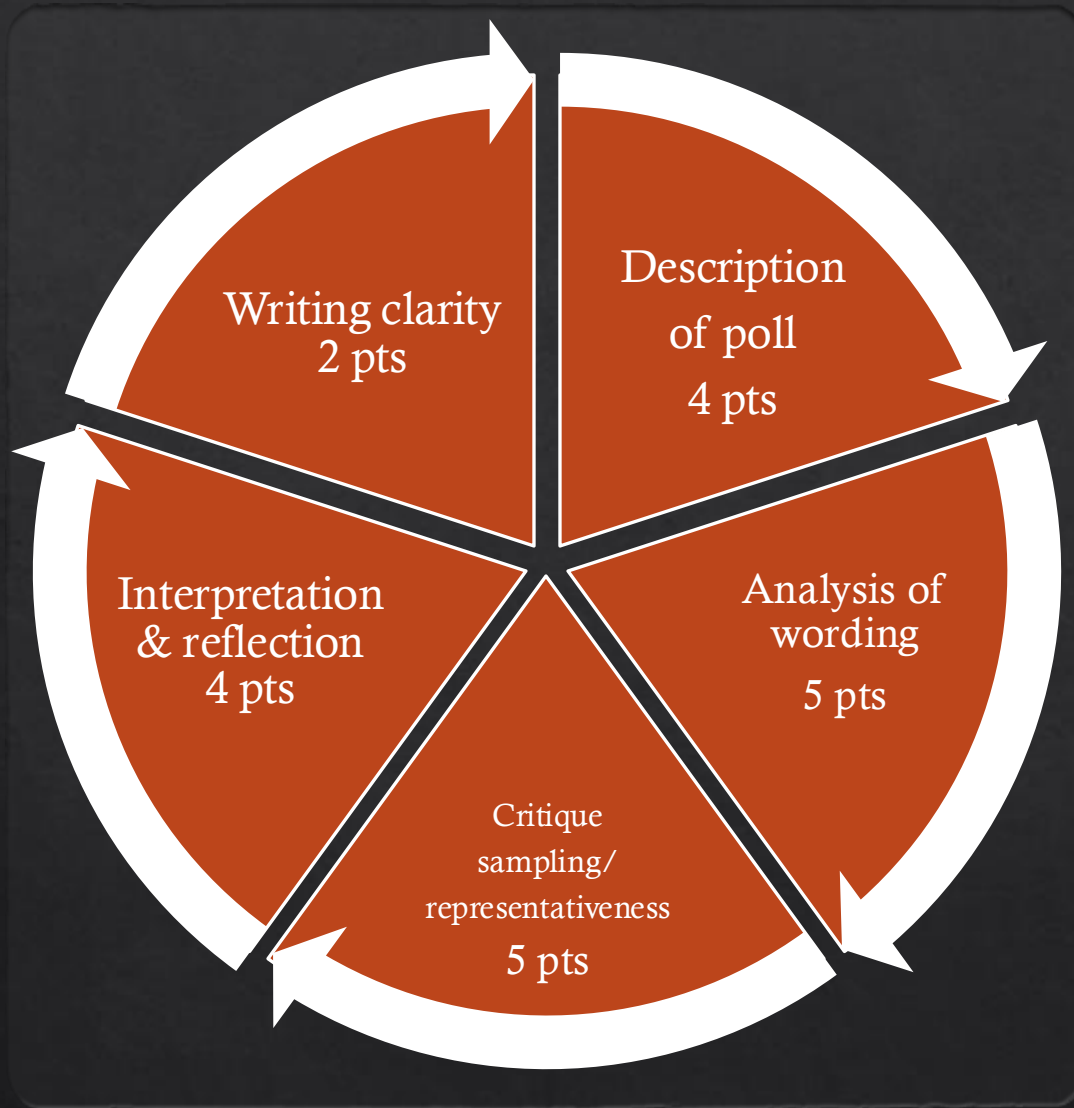 Description
of poll
4 pts
Analysis of
wording
5 pts
Critique
sampling/
representativeness
5 pts
Interpretation
& reflection
4 pts
Writing clarity
2 pts